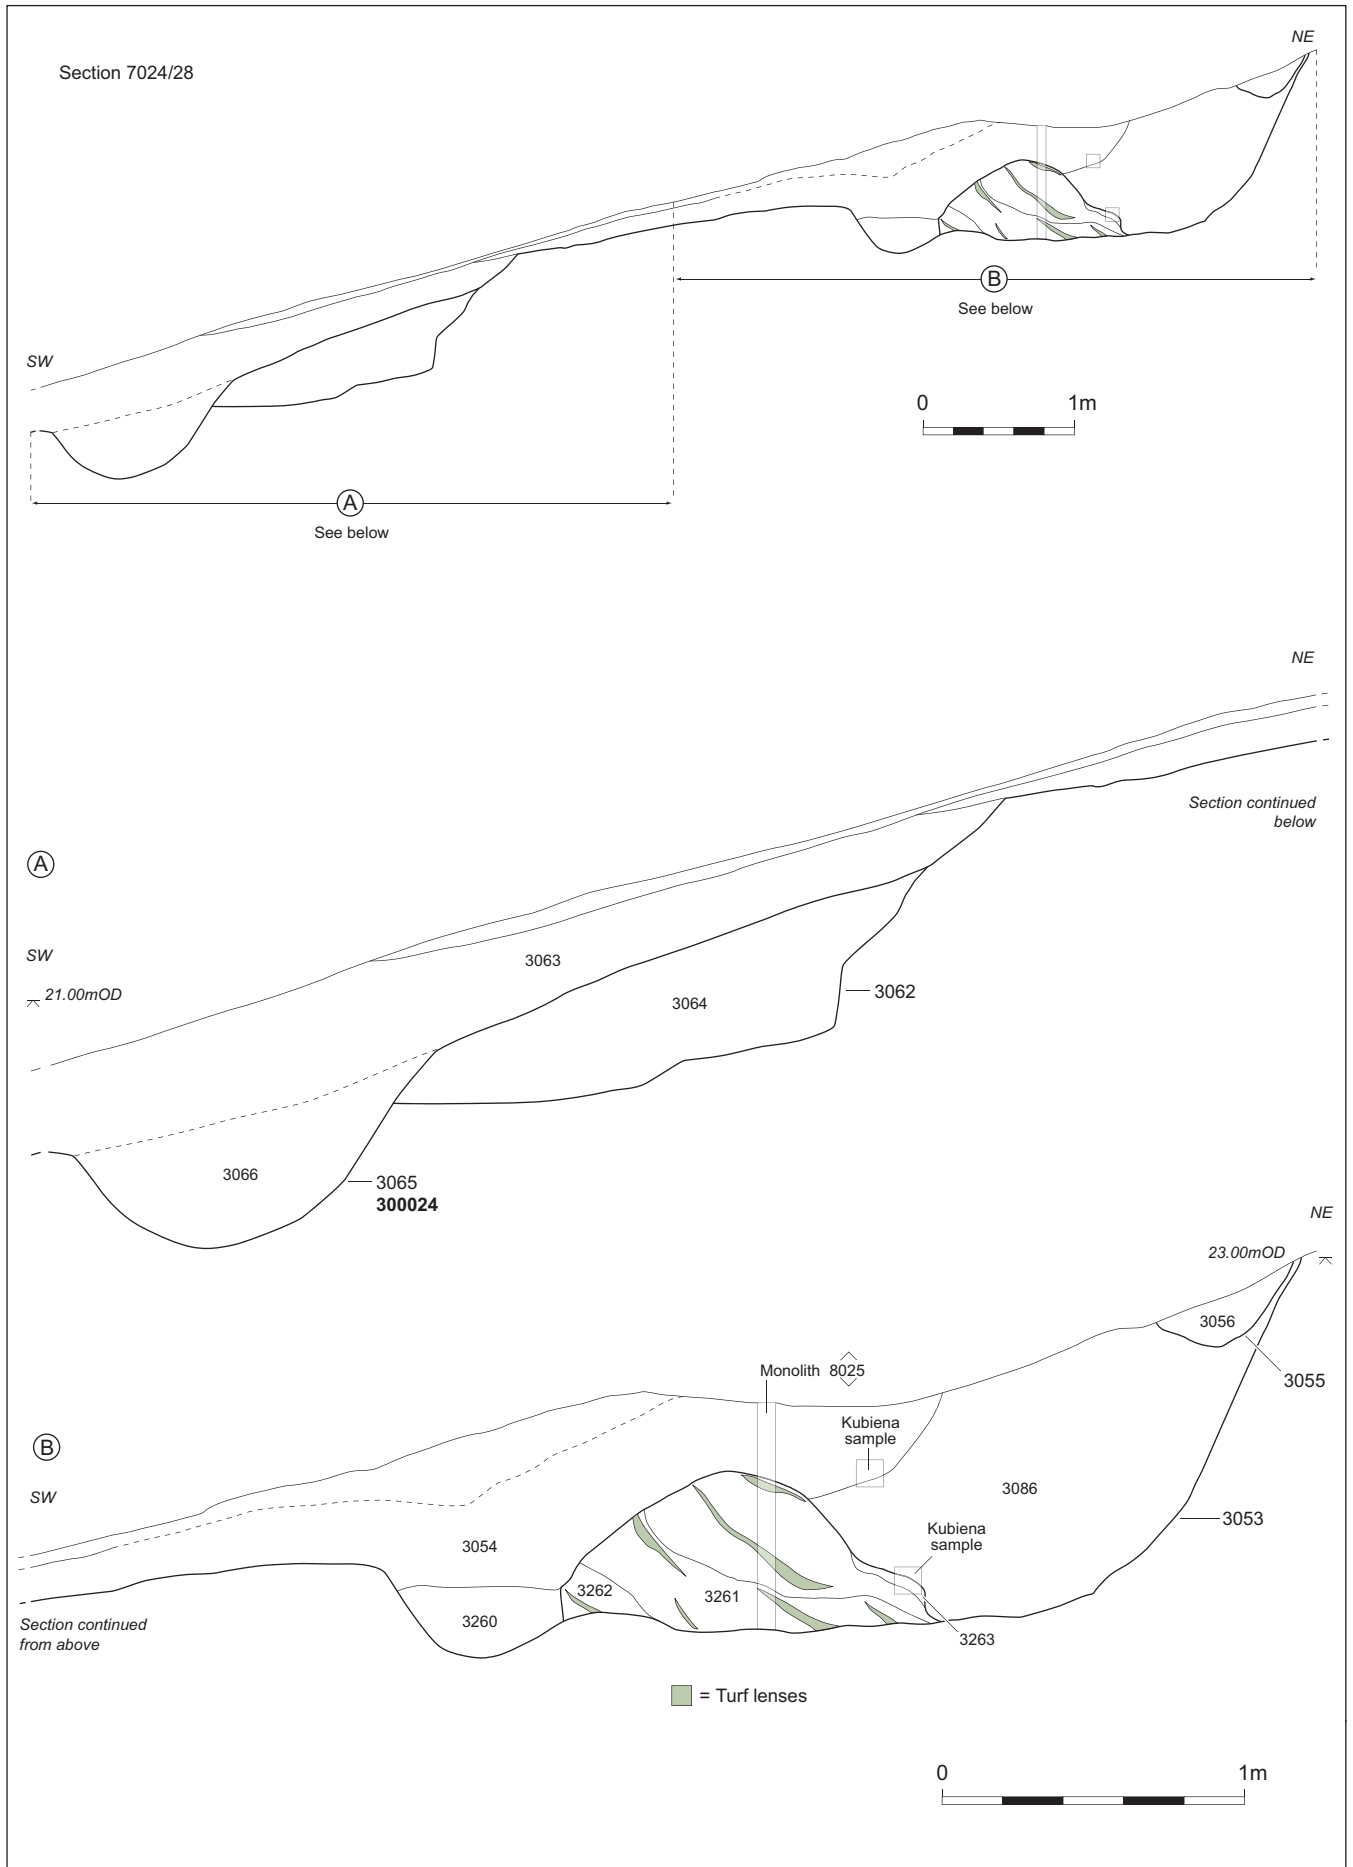 NE
Section 7024/28
B
See below
SW
0 1m
A
See below
NE
Section continued
below
A
SW
3063
21.00mOD
3064
3062
3066
3065
300024
NE
23.00mOD
3056
Monolith 8025
3055
B
Kubiena
sample
SW
3086
3053
Kubiena
sample
3054
3262
3261
3260
Section continued
from above
3263
= Turf lenses
0 1m